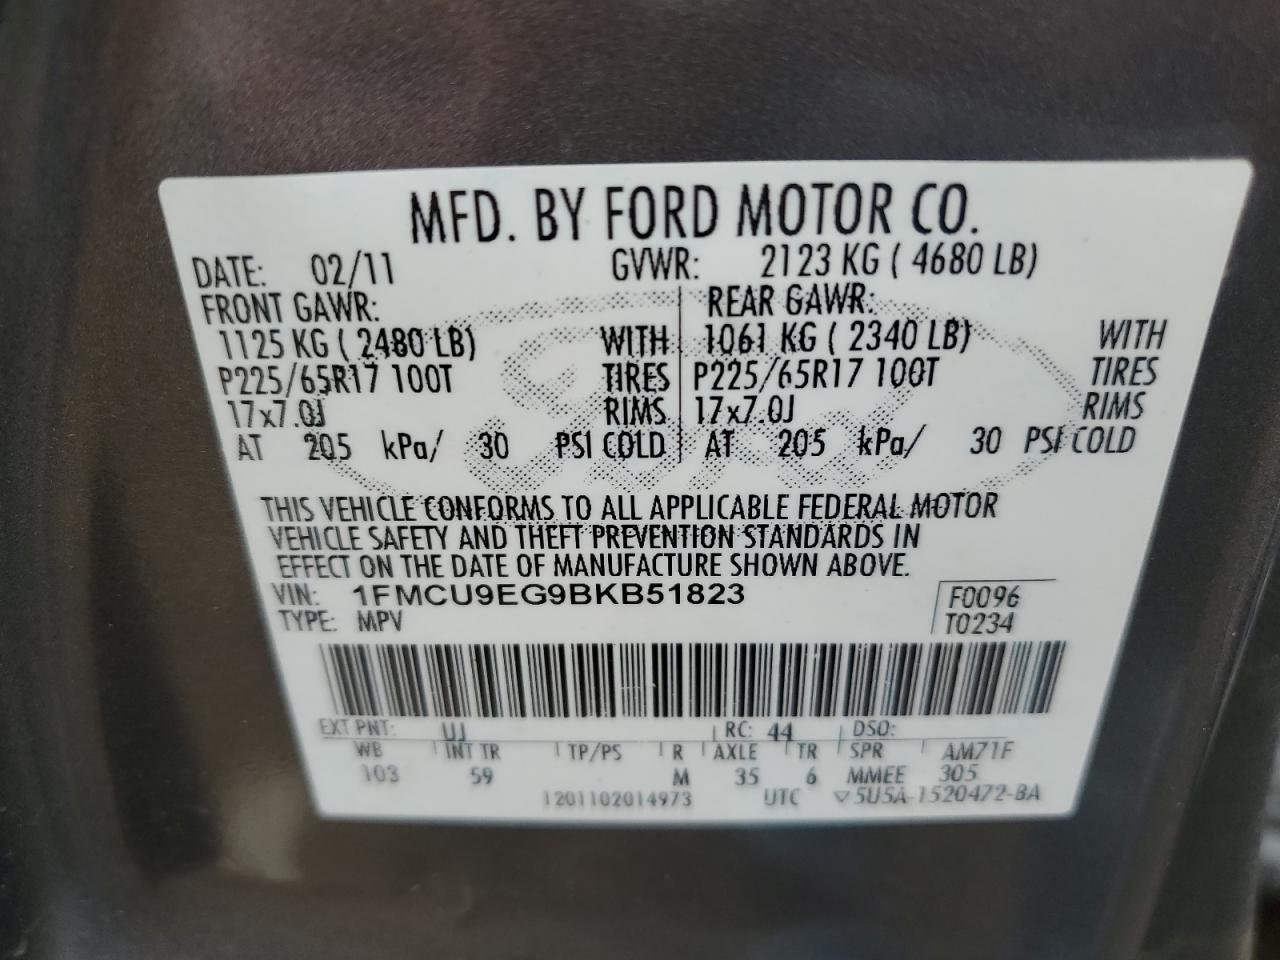 MFD. BY FORD MOTOR CO.
DATE: 02/11 GVWR: 2123 KG ( 4680 LB)
FRONT GAWR: REAR GAWR:
1125 KG ( 2480 LB) WITH 1061 KG ( 2340 LB) WITH
P225/65R17 100T TIRES P225/65R17 100T TIRES
17x7.0J RIMS 17x7.0J RIMS
AT 205 kPa/ 30 PSI COLD AT 205 kPa/ 30 PSI COLD
THIS VEHICLE CONFORMS TO ALL APPLICABLE FEDERAL MOTOR
VEHICLE SAFETY AND THEFT PREVENTION STANDARDS IN
EFFECT ON THE DATE OF MANUFACTURE SHOWN ABOVE.
VIN: 1FMCU9EG9BKB51823 F0096
TYPE: MPV T0234
EXT PNT: UJ RC: 44 DSO:
WB INT TR TP/PS R AXLE TR SPR AM71F
103 59 M 35 6 MMEE 305
1201102014973 UTC ▽5U5A-1520472-BA